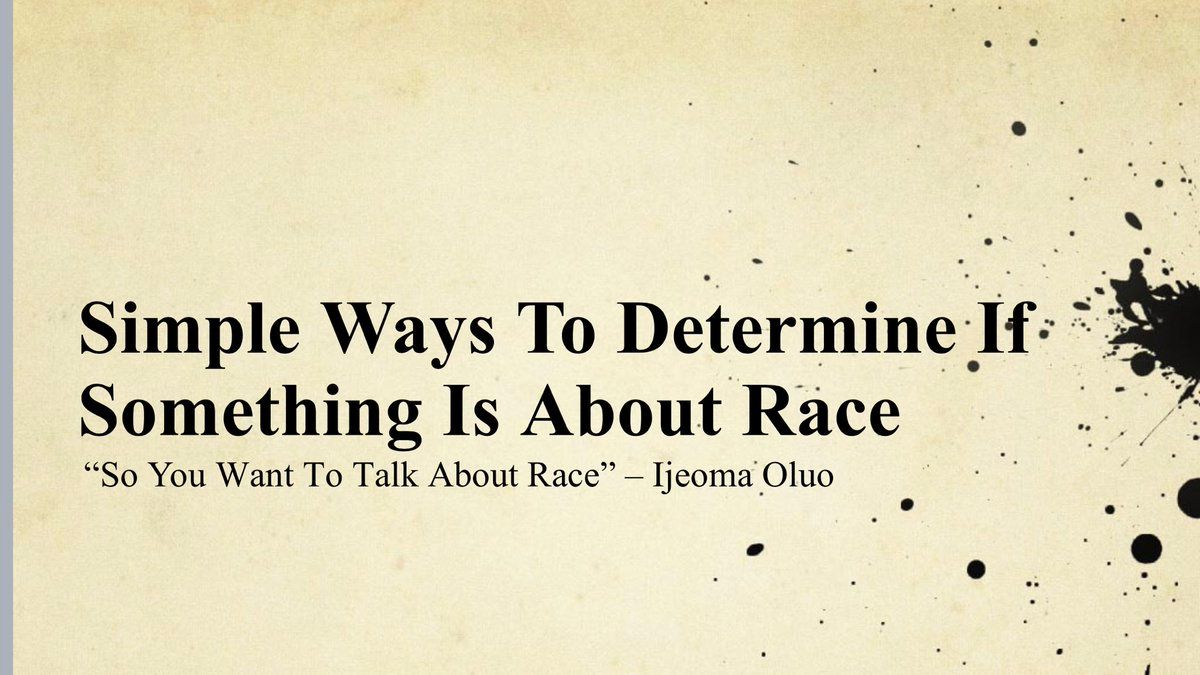 Simple Ways To Determine If
Something Is About Race
“So You Want To Talk About Race” – Ijeoma Oluo